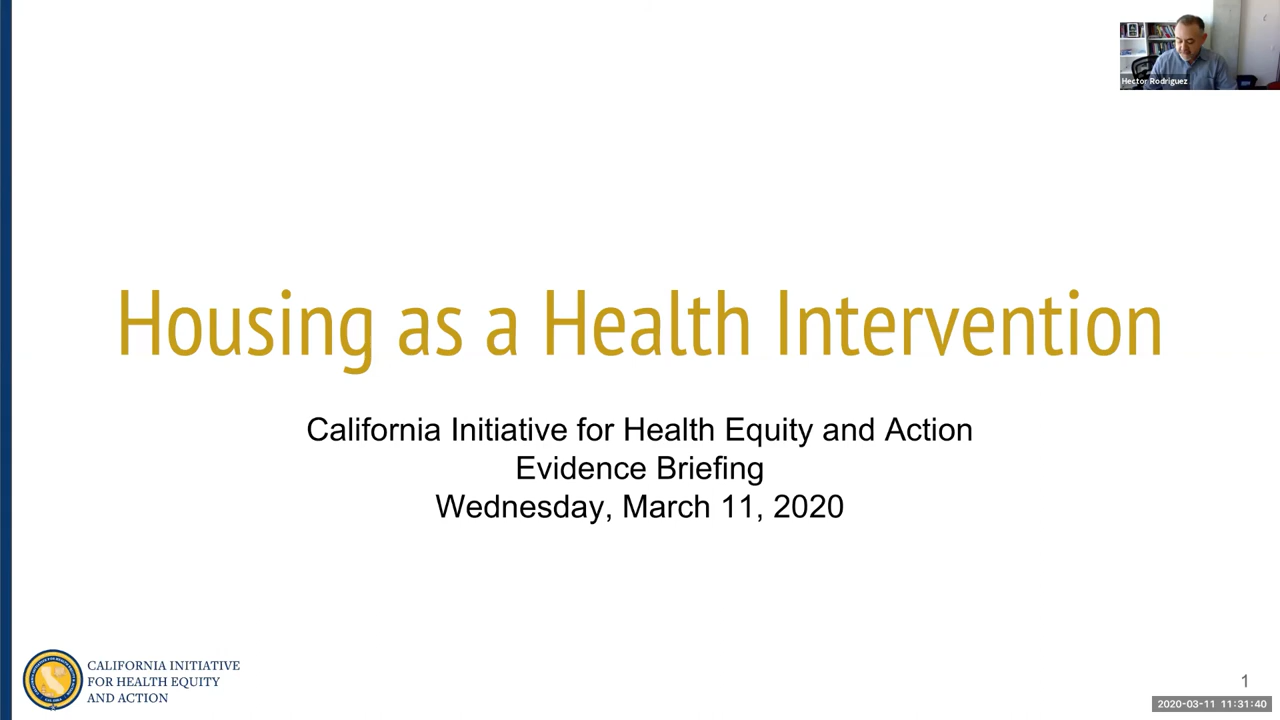 Hector Rodriguez
Housing as a Health Intervention
California Initiative for Health Equity and Action
Evidence Briefing
Wednesday, March 11, 2020
CALIFORNIA INITIATIVE
FOR HEALTH EQUITY
AND ACTION
1
2020-03-11 11:31:40